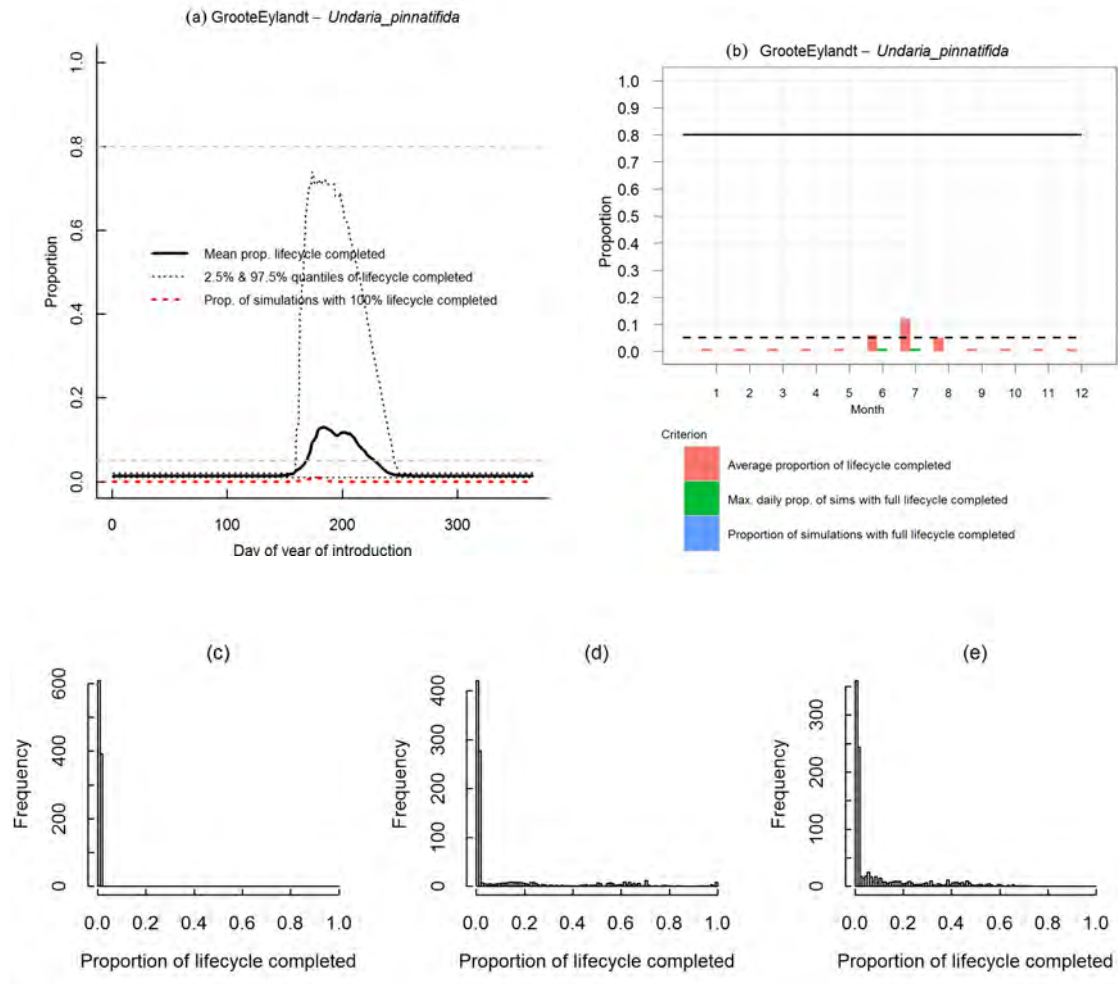 (a) GrooteEylandt – Undaria_pinnatifida
1.0
0.8
0.6
0.4
0.2
0.0
Proportion
Mean prop. lifecycle completed
2.5% & 97.5% quantiles of lifecycle completed
Prop. of simulations with 100% lifecycle completed
0 100 200 300
Day of year of introduction
(b) GrooteEylandt – Undaria_pinnatifida
1.0
0.9
0.8
0.7
0.6
0.5
0.4
0.3
0.2
0.1
0.0
Proportion
1 2 3 4 5 6 7 8 9 10 11 12
Month
Criterion
Average proportion of lifecycle completed
Max. daily prop. of sims with full lifecycle completed
Proportion of simulations with full lifecycle completed
(c)
600
400
200
0
Frequency
0.0 0.2 0.4 0.6 0.8 1.0
Proportion of lifecycle completed
(d)
400
300
200
100
0
Frequency
0.0 0.2 0.4 0.6 0.8 1.0
Proportion of lifecycle completed
(e)
300
200
100
0
Frequency
0.0 0.2 0.4 0.6 0.8 1.0
Proportion of lifecycle completed